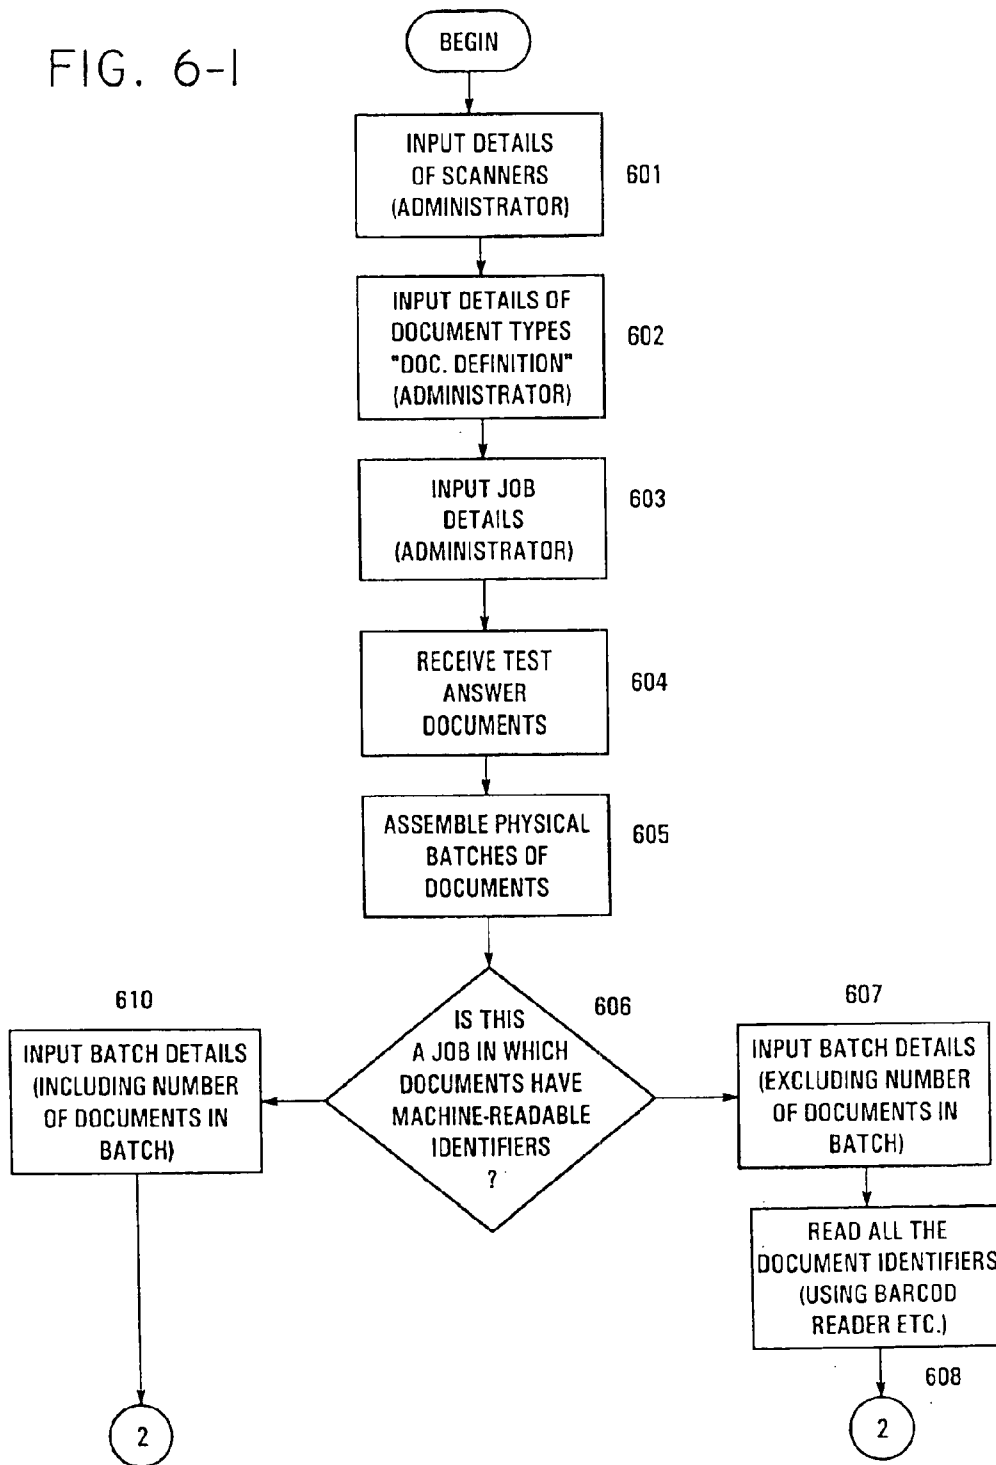 FIG. 6-1
BEGIN
INPUT DETAILS
OF SCANNERS
(ADMINISTRATOR)
601
INPUT DETAILS OF
DOCUMENT TYPES
"DOC. DEFINITION"
(ADMINISTRATOR)
602
INPUT JOB
DETAILS
(ADMINISTRATOR)
603
RECEIVE TEST
ANSWER
DOCUMENTS
604
ASSEMBLE PHYSICAL
BATCHES OF
DOCUMENTS
605
606
IS THIS
A JOB IN WHICH
DOCUMENTS HAVE
MACHINE-READABLE
IDENTIFIERS
?
610
INPUT BATCH DETAILS
(INCLUDING NUMBER
OF DOCUMENTS IN
BATCH)
2
607
INPUT BATCH DETAILS
(EXCLUDING NUMBER
OF DOCUMENTS IN
BATCH)
READ ALL THE
DOCUMENT IDENTIFIERS
(USING BARCOD
READER ETC.)
608
2